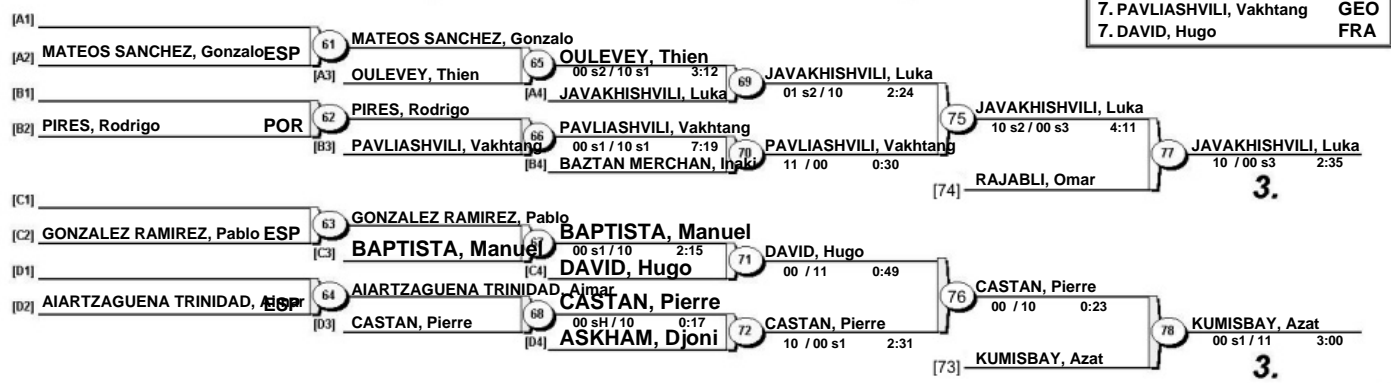 7. PAVLIASHVILI, Vakhtang GEO
7. DAVID, Hugo FRA
[A1]
[A2] MATEOS SANCHEZ, Gonzalo ESP
61
MATEOS SANCHEZ, Gonzalo
[A3] OULEVEY, Thien
65
OULEVEY, Thien
00 s2 / 10 s1 3:12
[A4] JAVAKHISHVILI, Luka
69
JAVAKHISHVILI, Luka
01 s2 / 10 2:24
[B1]
[B2] PIRES, Rodrigo POR
62
PIRES, Rodrigo
[B3] PAVLIASHVILI, Vakhtang
66
PAVLIASHVILI, Vakhtang
00 s1 / 10 s1 7:19
[B4] BAZTAN MERCHAN, Inaki
70
PAVLIASHVILI, Vakhtang
11 / 00 0:30
75
JAVAKHISHVILI, Luka
10 s2 / 00 s3 4:11
[74] RAJABLI, Omar
77
JAVAKHISHVILI, Luka
10 / 00 s3 2:35
3.
[C1]
[C2] GONZALEZ RAMIREZ, Pablo ESP
63
GONZALEZ RAMIREZ, Pablo
[C3] BAPTISTA, Manuel
67
BAPTISTA, Manuel
00 s1 / 10 2:15
[C4] DAVID, Hugo
71
DAVID, Hugo
00 / 11 0:49
[D1]
[D2] AIARTZAGUENA TRINIDAD, Aimar ESP
64
AIARTZAGUENA TRINIDAD, Aimar
[D3] CASTAN, Pierre
68
CASTAN, Pierre
00 sH / 10 0:17
[D4] ASKHAM, Djoni
72
CASTAN, Pierre
10 / 00 s1 2:31
76
CASTAN, Pierre
00 / 10 0:23
[73] KUMISBAY, Azat
78
KUMISBAY, Azat
00 s1 / 11 3:00
3.